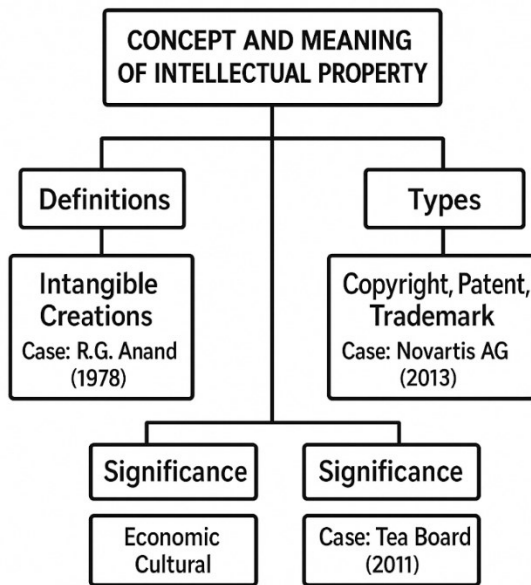 CONCEPT AND MEANING
OF INTELLECTUAL PROPERTY
Definitions
Types
Intangible
Creations
Case: R.G. Anand
(1978)
Copyright, Patent,
Trademark
Case: Novartis AG
(2013)
Significance
Significance
Economic
Cultural
Case: Tea Board
(2011)